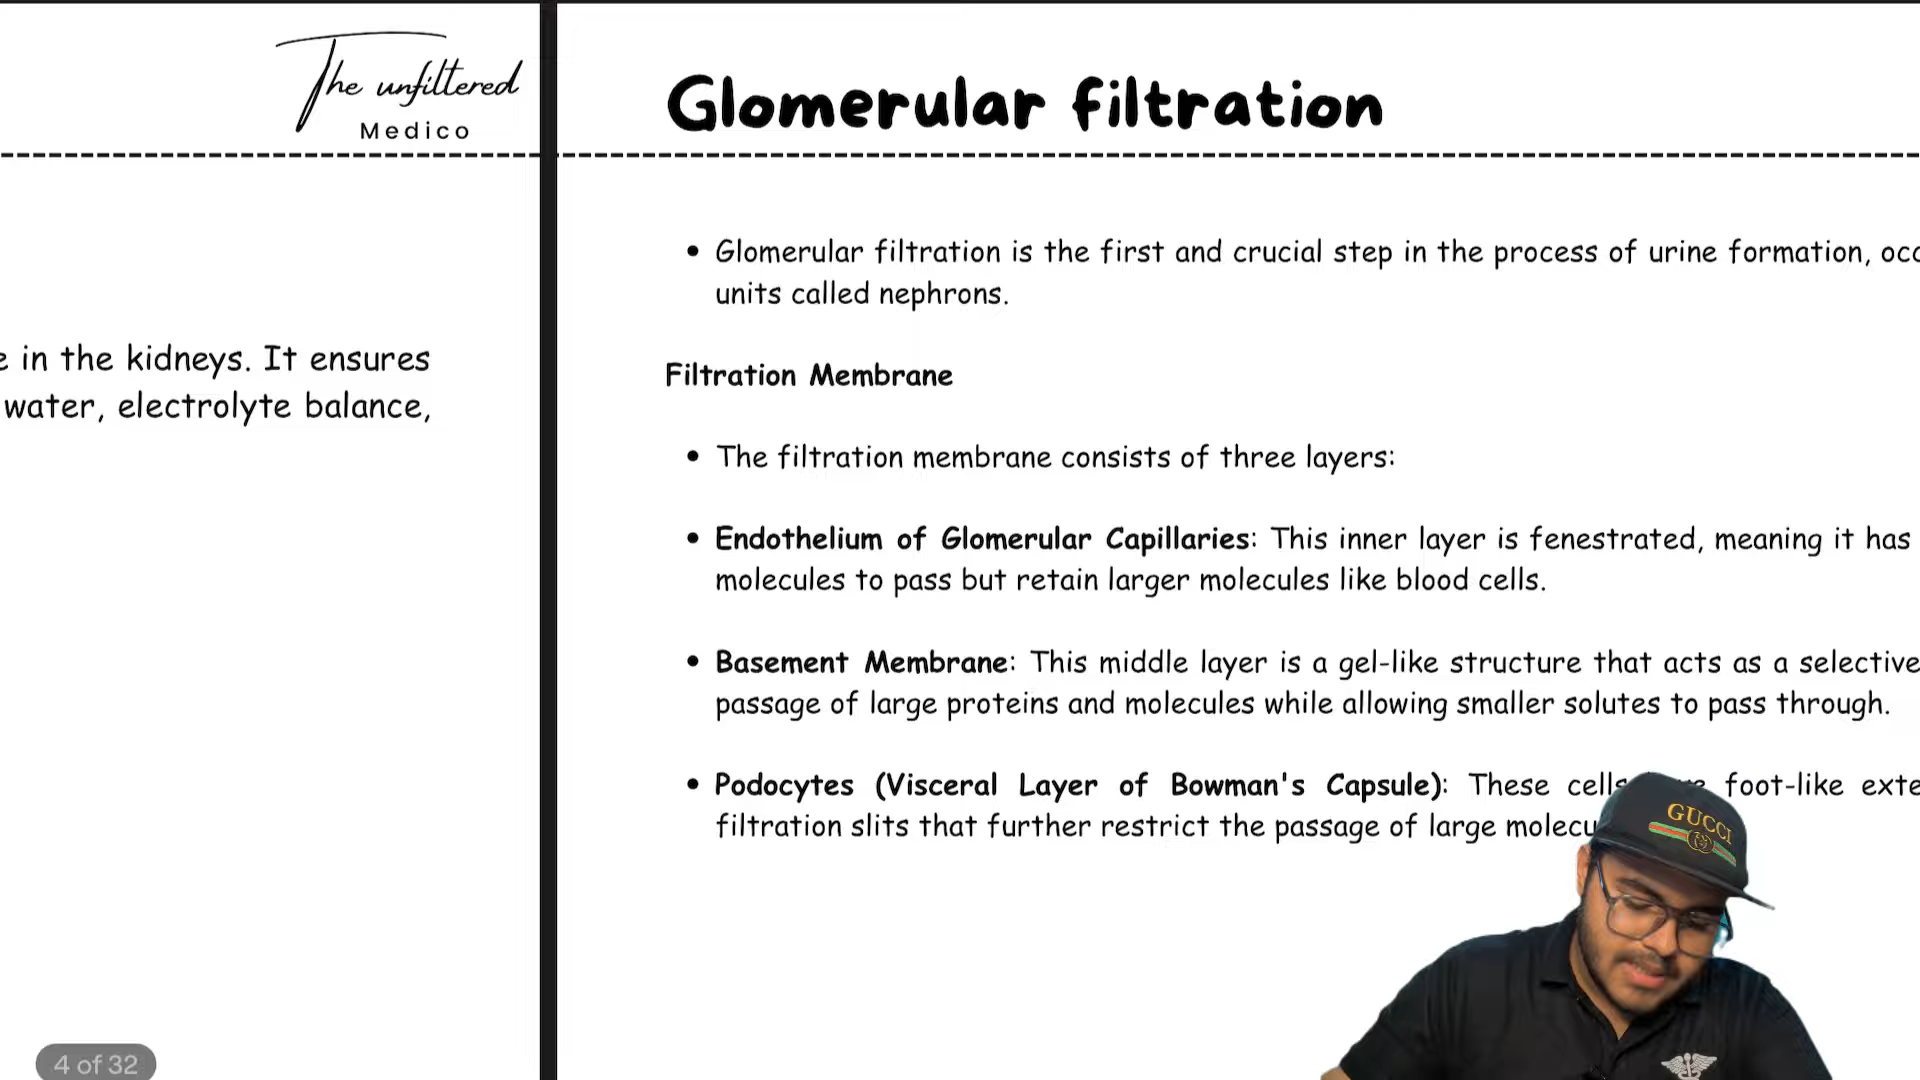 The unfiltered
Medico
e in the kidneys. It ensures
water, electrolyte balance,
4 of 32
Glomerular filtration
• Glomerular filtration is the first and crucial step in the process of urine formation,
units called nephrons.
Filtration Membrane
• The filtration membrane consists of three layers:
• Endothelium of Glomerular Capillaries: This inner layer is fenestrated, meaning it has
molecules to pass but retain larger molecules like blood cells.
• Basement Membrane: This middle layer is a gel-like structure that acts as a selective
passage of large proteins and molecules while allowing smaller solutes to pass through.
• Podocytes (Visceral Layer of Bowman's Capsule): These cells foot-like
filtration slits that further restrict the passage of large
GUCCI